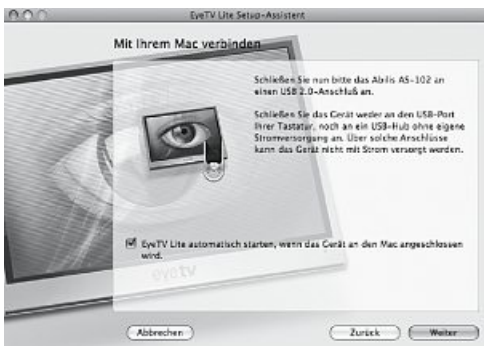 EyeTV Lite Setup-Assistent
Mit Ihrem Mac verbinden
Schließen Sie nun bitte das Abilis AS-102 an
einen USB 2.0-Anschluß an.
Schließen Sie das Gerät weder an den USB-Port
Ihrer Tastatur, noch an ein USB-Hub ohne eigene
Stromversorgung an. Über solche Anschlüsse
kann das Gerät nicht mit Strom versorgt werden.
EyeTV Lite automatisch starten, wenn das Gerät an den Mac angeschlossen
wird.
eyetv
Abbrechen
Zurück
Weiter